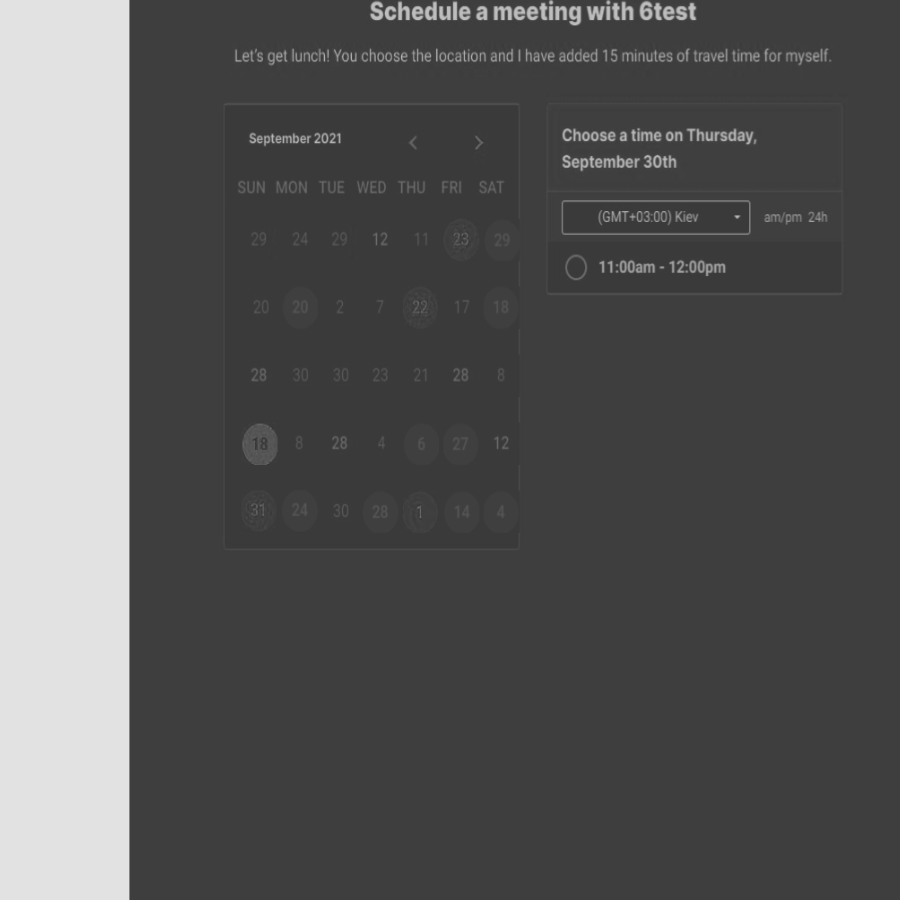 Schedule a meeting with 6test
Let's get lunch! You choose the location and I have added 15 minutes of travel time for myself.
September 2021
SUN MON TUE WED THU FRI SAT
29 24 29 12 11 23 29
20 20 2 7 22 17 18
28 30 30 23 21 28 8
18 8 28 4 6 27 12
31 24 30 28 1 14 4
Choose a time on Thursday,
September 30th
(GMT+03:00) Kiev am/pm 24h
11:00am - 12:00pm